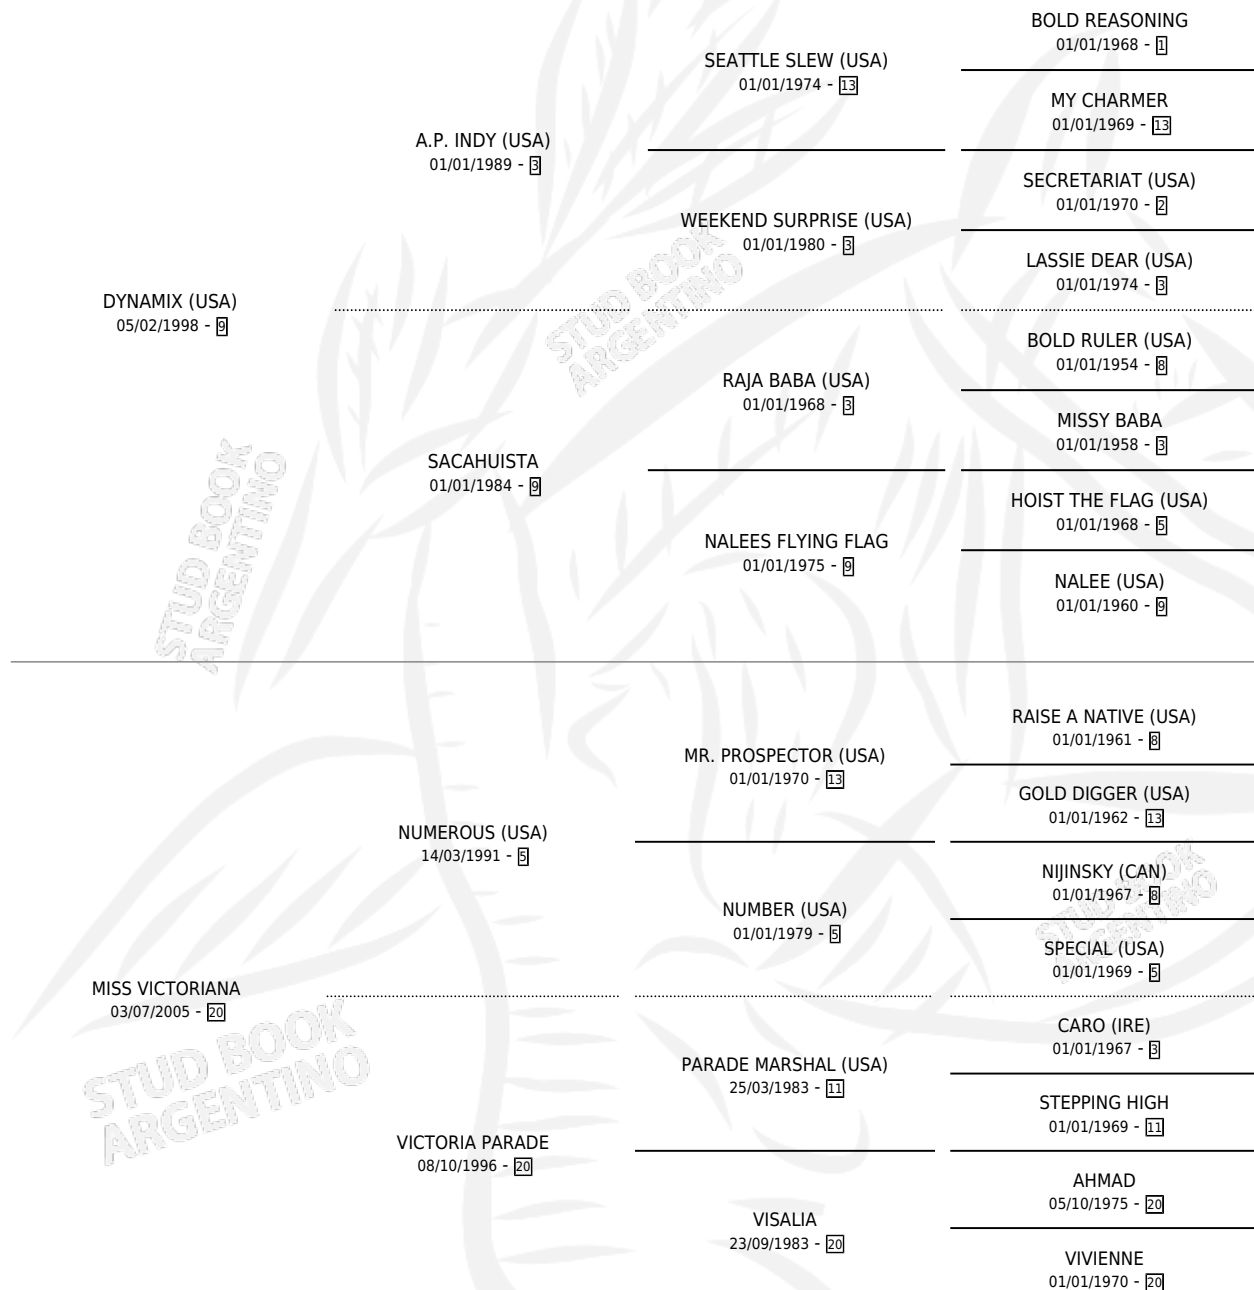 BOLD REASONING
01/01/1968 - 1
SEATTLE SLEW (USA)
01/01/1974 - 13
MY CHARMER
01/01/1969 - 13
A.P. INDY (USA)
01/01/1989 - 3
SECRETARIAT (USA)
01/01/1970 - 2
WEEKEND SURPRISE (USA)
01/01/1980 - 3
LASSIE DEAR (USA)
01/01/1974 - 3
DYNAMIX (USA)
05/02/1998 - 9
BOLD RULER (USA)
01/01/1954 - 8
RAJA BABA (USA)
01/01/1968 - 3
MISSY BABA
01/01/1958 - 3
SACAHUISTA
01/01/1984 - 9
HOIST THE FLAG (USA)
01/01/1968 - 5
NALEES FLYING FLAG
01/01/1975 - 9
NALEE (USA)
01/01/1960 - 9
RAISE A NATIVE (USA)
01/01/1961 - 8
MR. PROSPECTOR (USA)
01/01/1970 - 13
GOLD DIGGER (USA)
01/01/1962 - 13
NUMEROUS (USA)
14/03/1991 - 5
NIJINSKY (CAN)
01/01/1967 - 8
NUMBER (USA)
01/01/1979 - 5
SPECIAL (USA)
01/01/1969 - 5
MISS VICTORIANA
03/07/2005 - 20
CARO (IRE)
01/01/1967 - 3
PARADE MARSHAL (USA)
25/03/1983 - 11
STEPPING HIGH
01/01/1969 - 11
VICTORIA PARADE
08/10/1996 - 20
AHMAD
05/10/1975 - 20
VISALIA
23/09/1983 - 20
VIVIENNE
01/01/1970 - 20
STUD BOOK
ARGENTINO
STUD BOOK
ARGENTINO
STUD BOOK
ARGENTINO
STUD BOOK
ARGENTINO